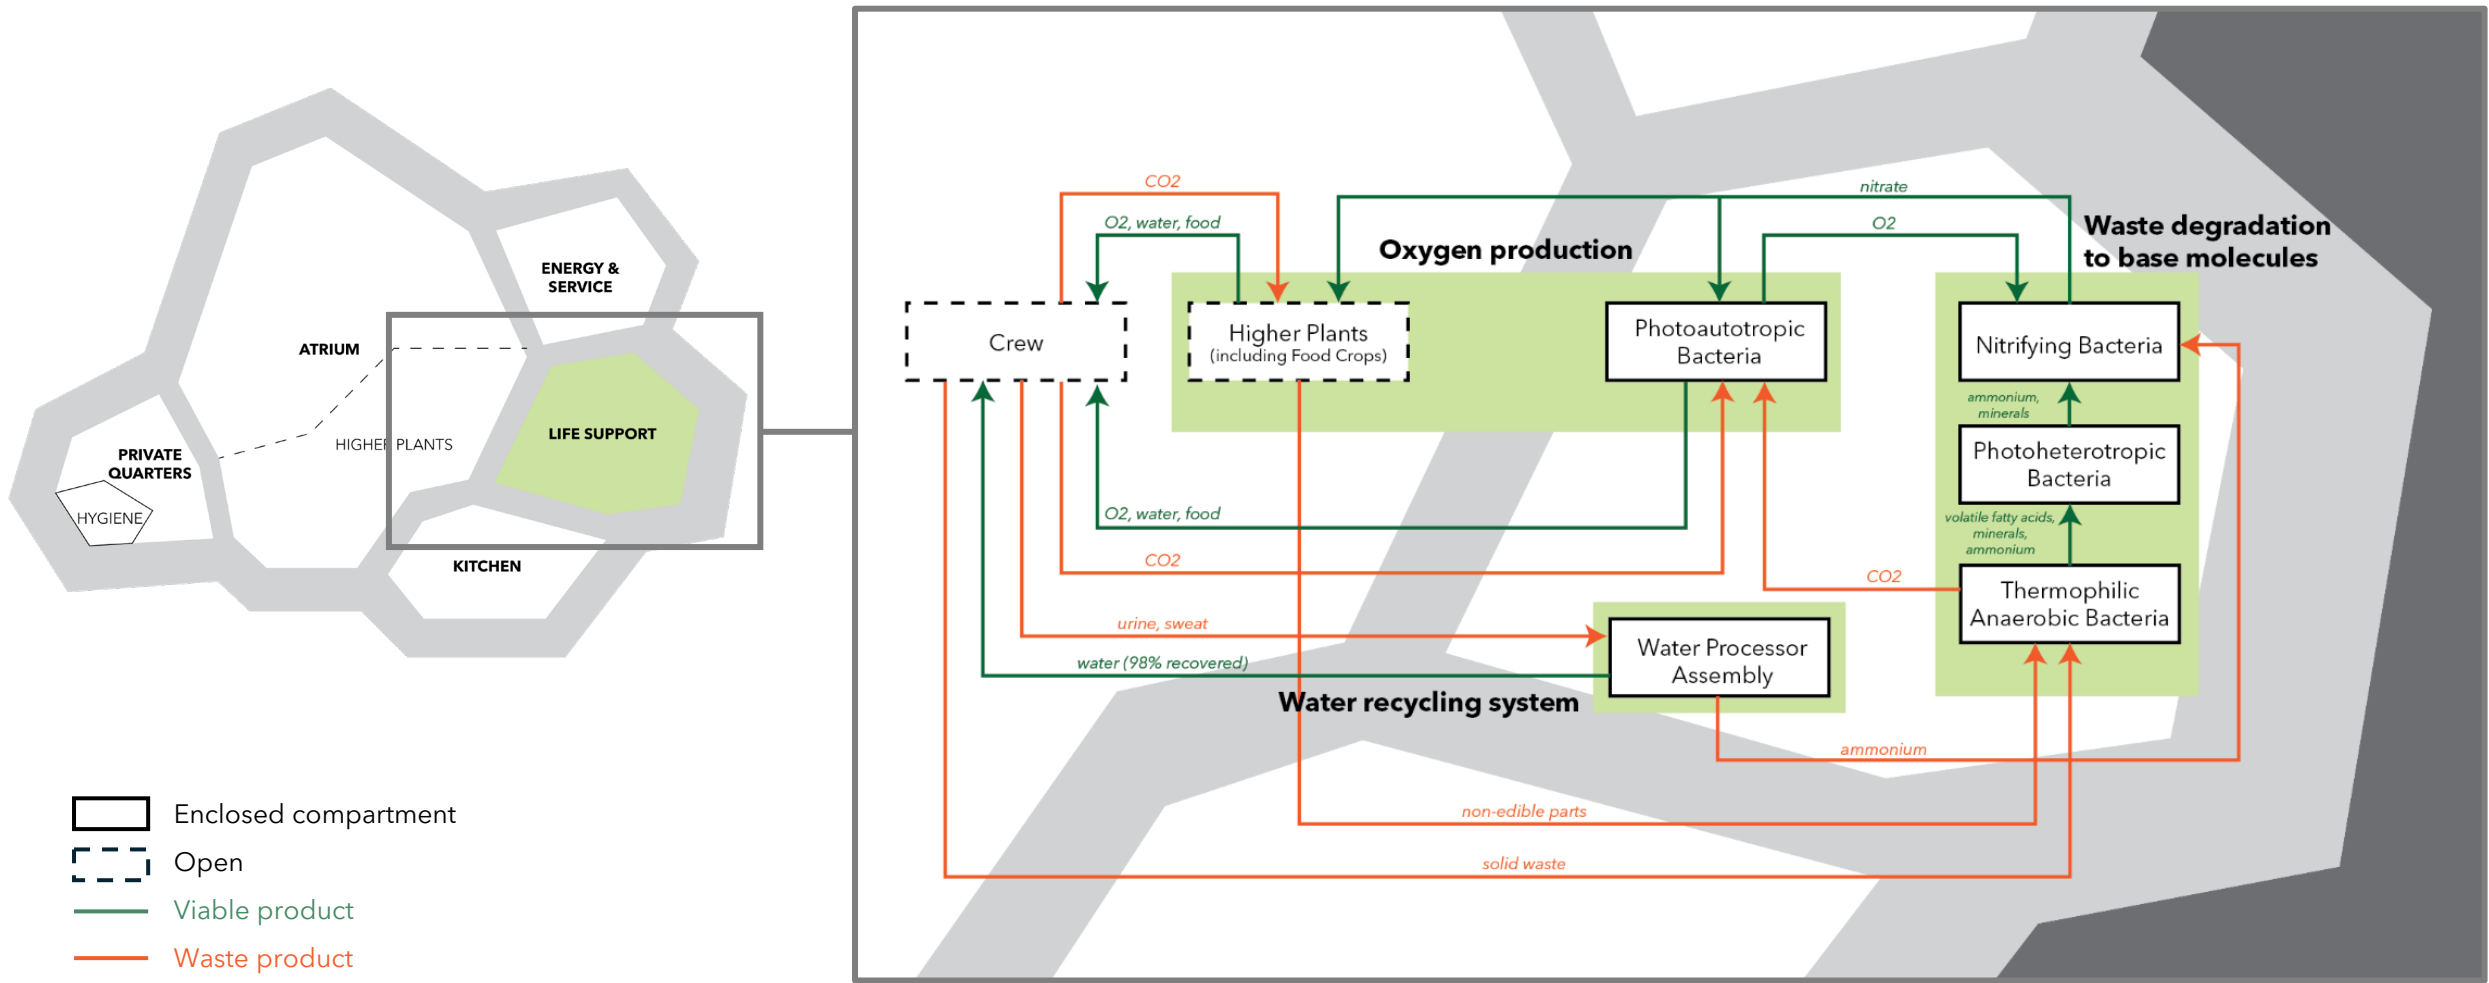 ENERGY &
SERVICE
ATRIUM
HIGHER PLANTS
LIFE SUPPORT
PRIVATE
QUARTERS
HYGIENE
KITCHEN
Enclosed compartment
Open
Viable product
Waste product
CO2
O2, water, food
nitrate
O2
Oxygen production
Waste degradation
to base molecules
Crew
Higher Plants
(including Food Crops)
Photoautotropic
Bacteria
Nitrifying Bacteria
ammonium,
minerals
Photoheterotropic
Bacteria
volatile fatty acids,
minerals,
ammonium
Thermophilic
Anaerobic Bacteria
O2, water, food
CO2
CO2
urine, sweat
water (98% recovered)
Water Processor
Assembly
Water recycling system
ammonium
non-edible parts
solid waste